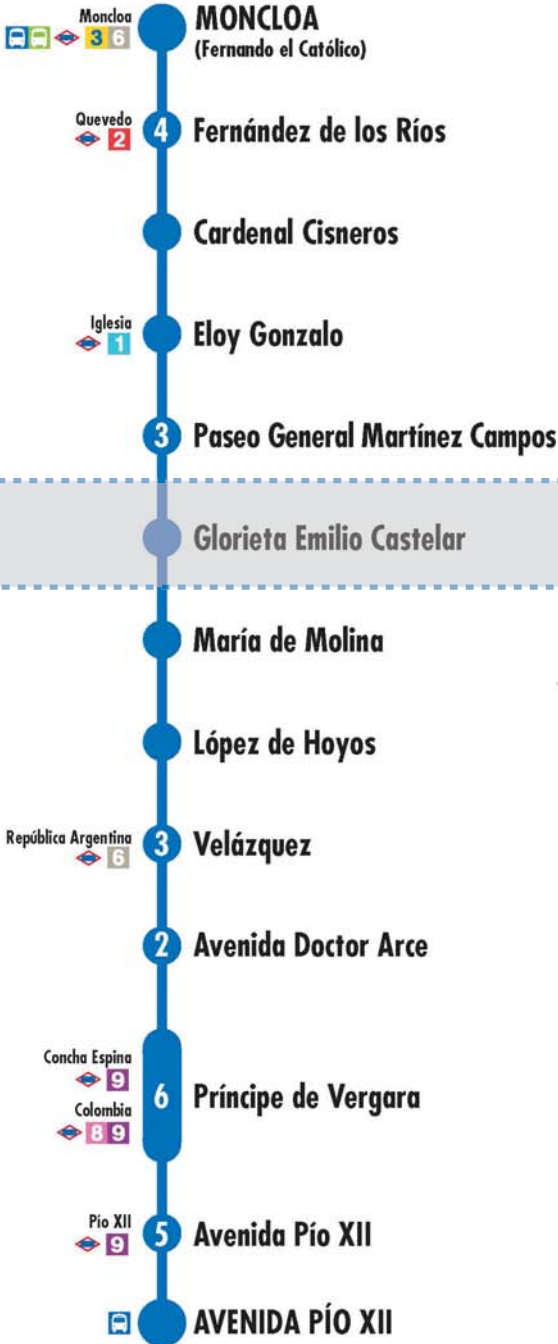 Moncloa
3 6
MONCLOA
(Fernando el Católico)
Quevedo
2
4
Fernández de los Ríos
Cardenal Cisneros
Iglesia
1
Eloy Gonzalo
3
Paseo General Martínez Campos
Glorieta Emilio Castelar
María de Molina
López de Hoyos
República Argentina
6
3
Velázquez
2
Avenida Doctor Arce
Concha Espina
9
Colombia
8 9
6
Príncipe de Vergara
Pío XII
9
5
Avenida Pío XII
AVENIDA PÍO XII